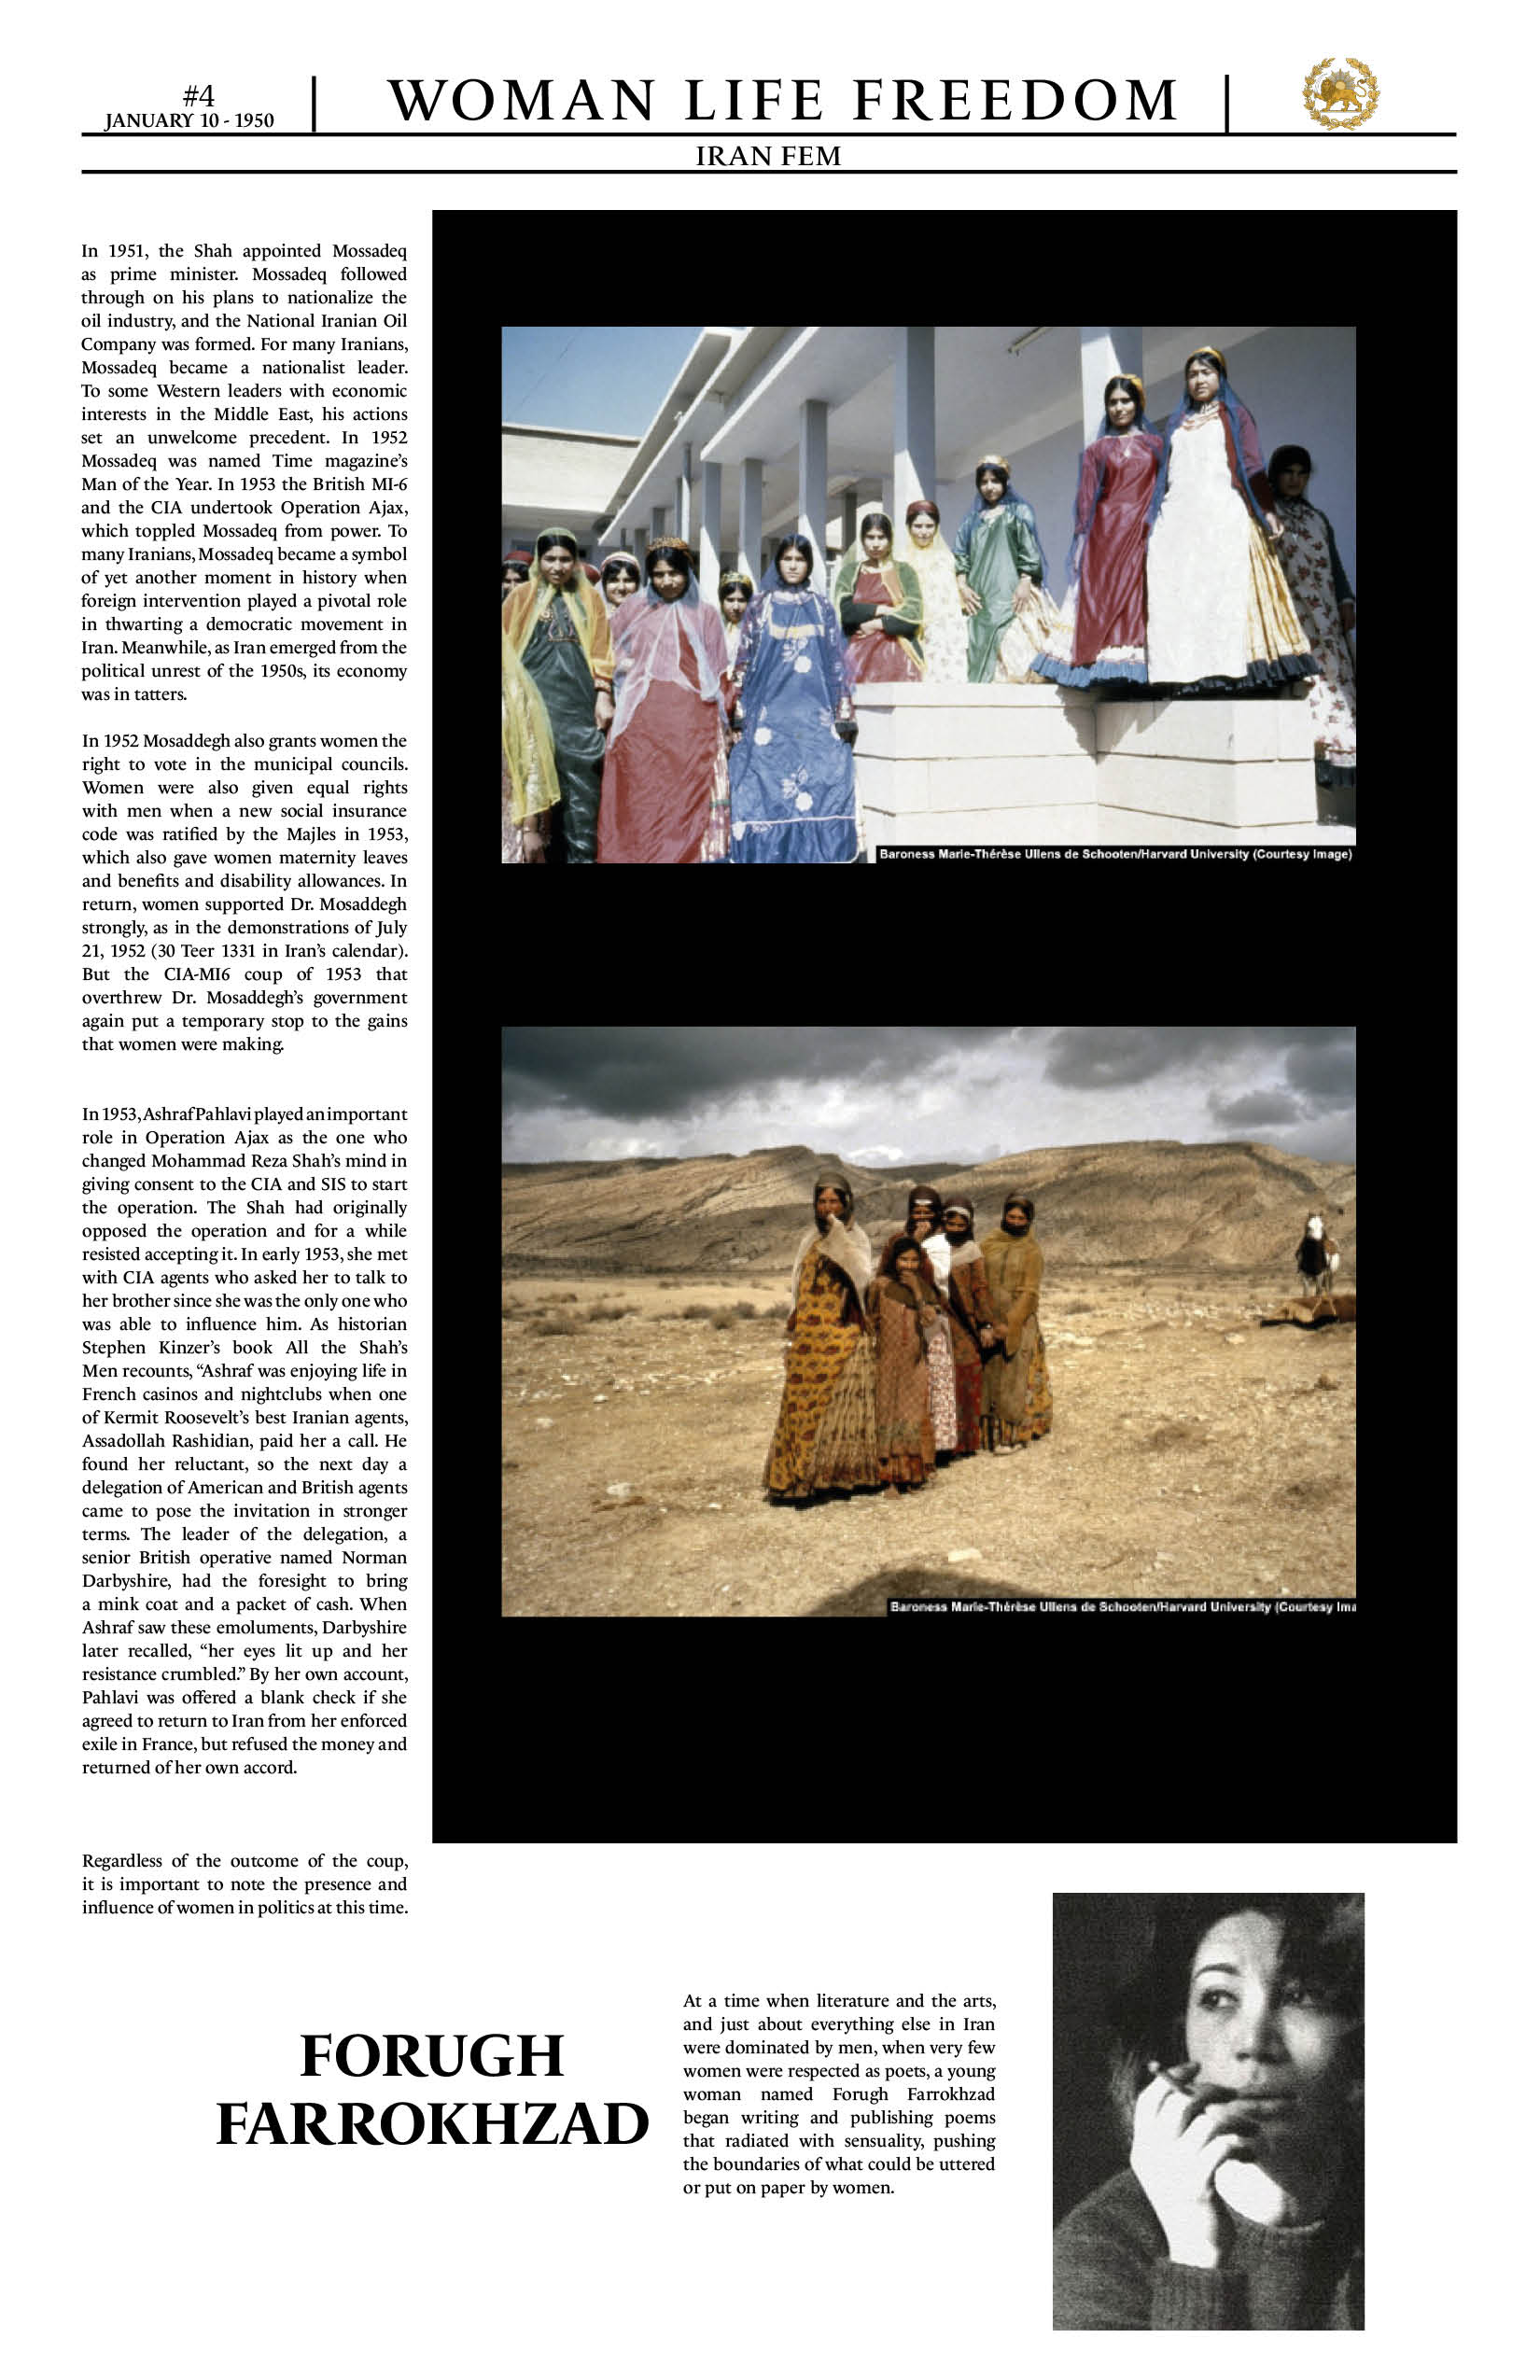 #4
JANUARY 10 - 1950
WOMAN LIFE FREEDOM
IRAN FEM
In 1951, the Shah appointed Mossadeq
as prime minister. Mossadeq followed
through on his plans to nationalize the
oil industry, and the National Iranian Oil
Company was formed. For many Iranians,
Mossadeq became a nationalist leader.
To some Western leaders with economic
interests in the Middle East, his actions
set an unwelcome precedent. In 1952
Mossadeq was named Time magazine's
Man of the Year. In 1953 the British MI-6
and the CIA undertook Operation Ajax,
which toppled Mossadeq from power. To
many Iranians, Mossadeq became a symbol
of yet another moment in history when
foreign intervention played a pivotal role
in thwarting a democratic movement in
Iran. Meanwhile, as Iran emerged from the
political unrest of the 1950s, its economy
was in tatters.
In 1952 Mosaddegh also grants women the
right to vote in the municipal councils.
Women were also given equal rights
with men when a new social insurance
code was ratified by the Majles in 1953,
which also gave women maternity leaves
and benefits and disability allowances. In
return, women supported Dr. Mosaddegh
strongly, as in the demonstrations of July
21, 1952 (30 Teer 1331 in Iran's calendar).
But the CIA-MI6 coup of 1953 that
overthrew Dr. Mosaddegh's government
again put a temporary stop to the gains
that women were making.
In 1953, Ashraf Pahlavi played an important
role in Operation Ajax as the one who
changed Mohammad Reza Shah's mind in
giving consent to the CIA and SIS to start
the operation. The Shah had originally
opposed the operation and for a while
resisted accepting it. In early 1953, she met
with CIA agents who asked her to talk to
her brother since she was the only one who
was able to influence him. As historian
Stephen Kinzer's book All the Shah's
Men recounts, “Ashraf was enjoying life in
French casinos and nightclubs when one
of Kermit Roosevelt's best Iranian agents,
Assadollah Rashidian, paid her a call. He
found her reluctant, so the next day a
delegation of American and British agents
came to pose the invitation in stronger
terms. The leader of the delegation, a
senior British operative named Norman
Darbyshire, had the foresight to bring
a mink coat and a packet of cash. When
Ashraf saw these emoluments, Darbyshire
later recalled, “her eyes lit up and her
resistance crumbled.” By her own account,
Pahlavi was offered a blank check if she
agreed to return to Iran from her enforced
exile in France, but refused the money and
returned of her own accord.
Regardless of the outcome of the coup,
it is important to note the presence and
influence of women in politics at this time.
Baroness Marie-Thérèse Ullens de Schooten/Harvard University (Courtesy Image)
Baroness Marie-Thérèse Ullens de Schooten/Harvard University (Courtesy Ima
FORUGH
FARROKHZAD
At a time when literature and the arts,
and just about everything else in Iran
were dominated by men, when very few
women were respected as poets, a young
woman named Forugh Farrokhzad
began writing and publishing poems
that radiated with sensuality, pushing
the boundaries of what could be uttered
or put on paper by women.